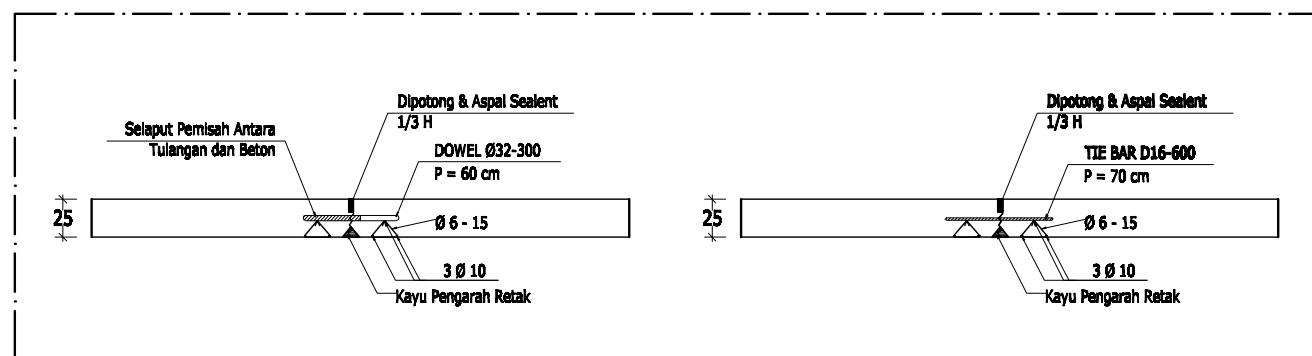 Dipotong & Aspal Sealent
1/3 H
Selaput Pemisah Antara
Tulangan dan Beton
DOWEL Ø32-300
P = 60 cm
25
Ø 6 - 15
3 Ø 10
Kayu Pengarah Retak
Dipotong & Aspal Sealent
1/3 H
TIE BAR D16-600
P = 70 cm
25
Ø 6 - 15
3 Ø 10
Kayu Pengarah Retak